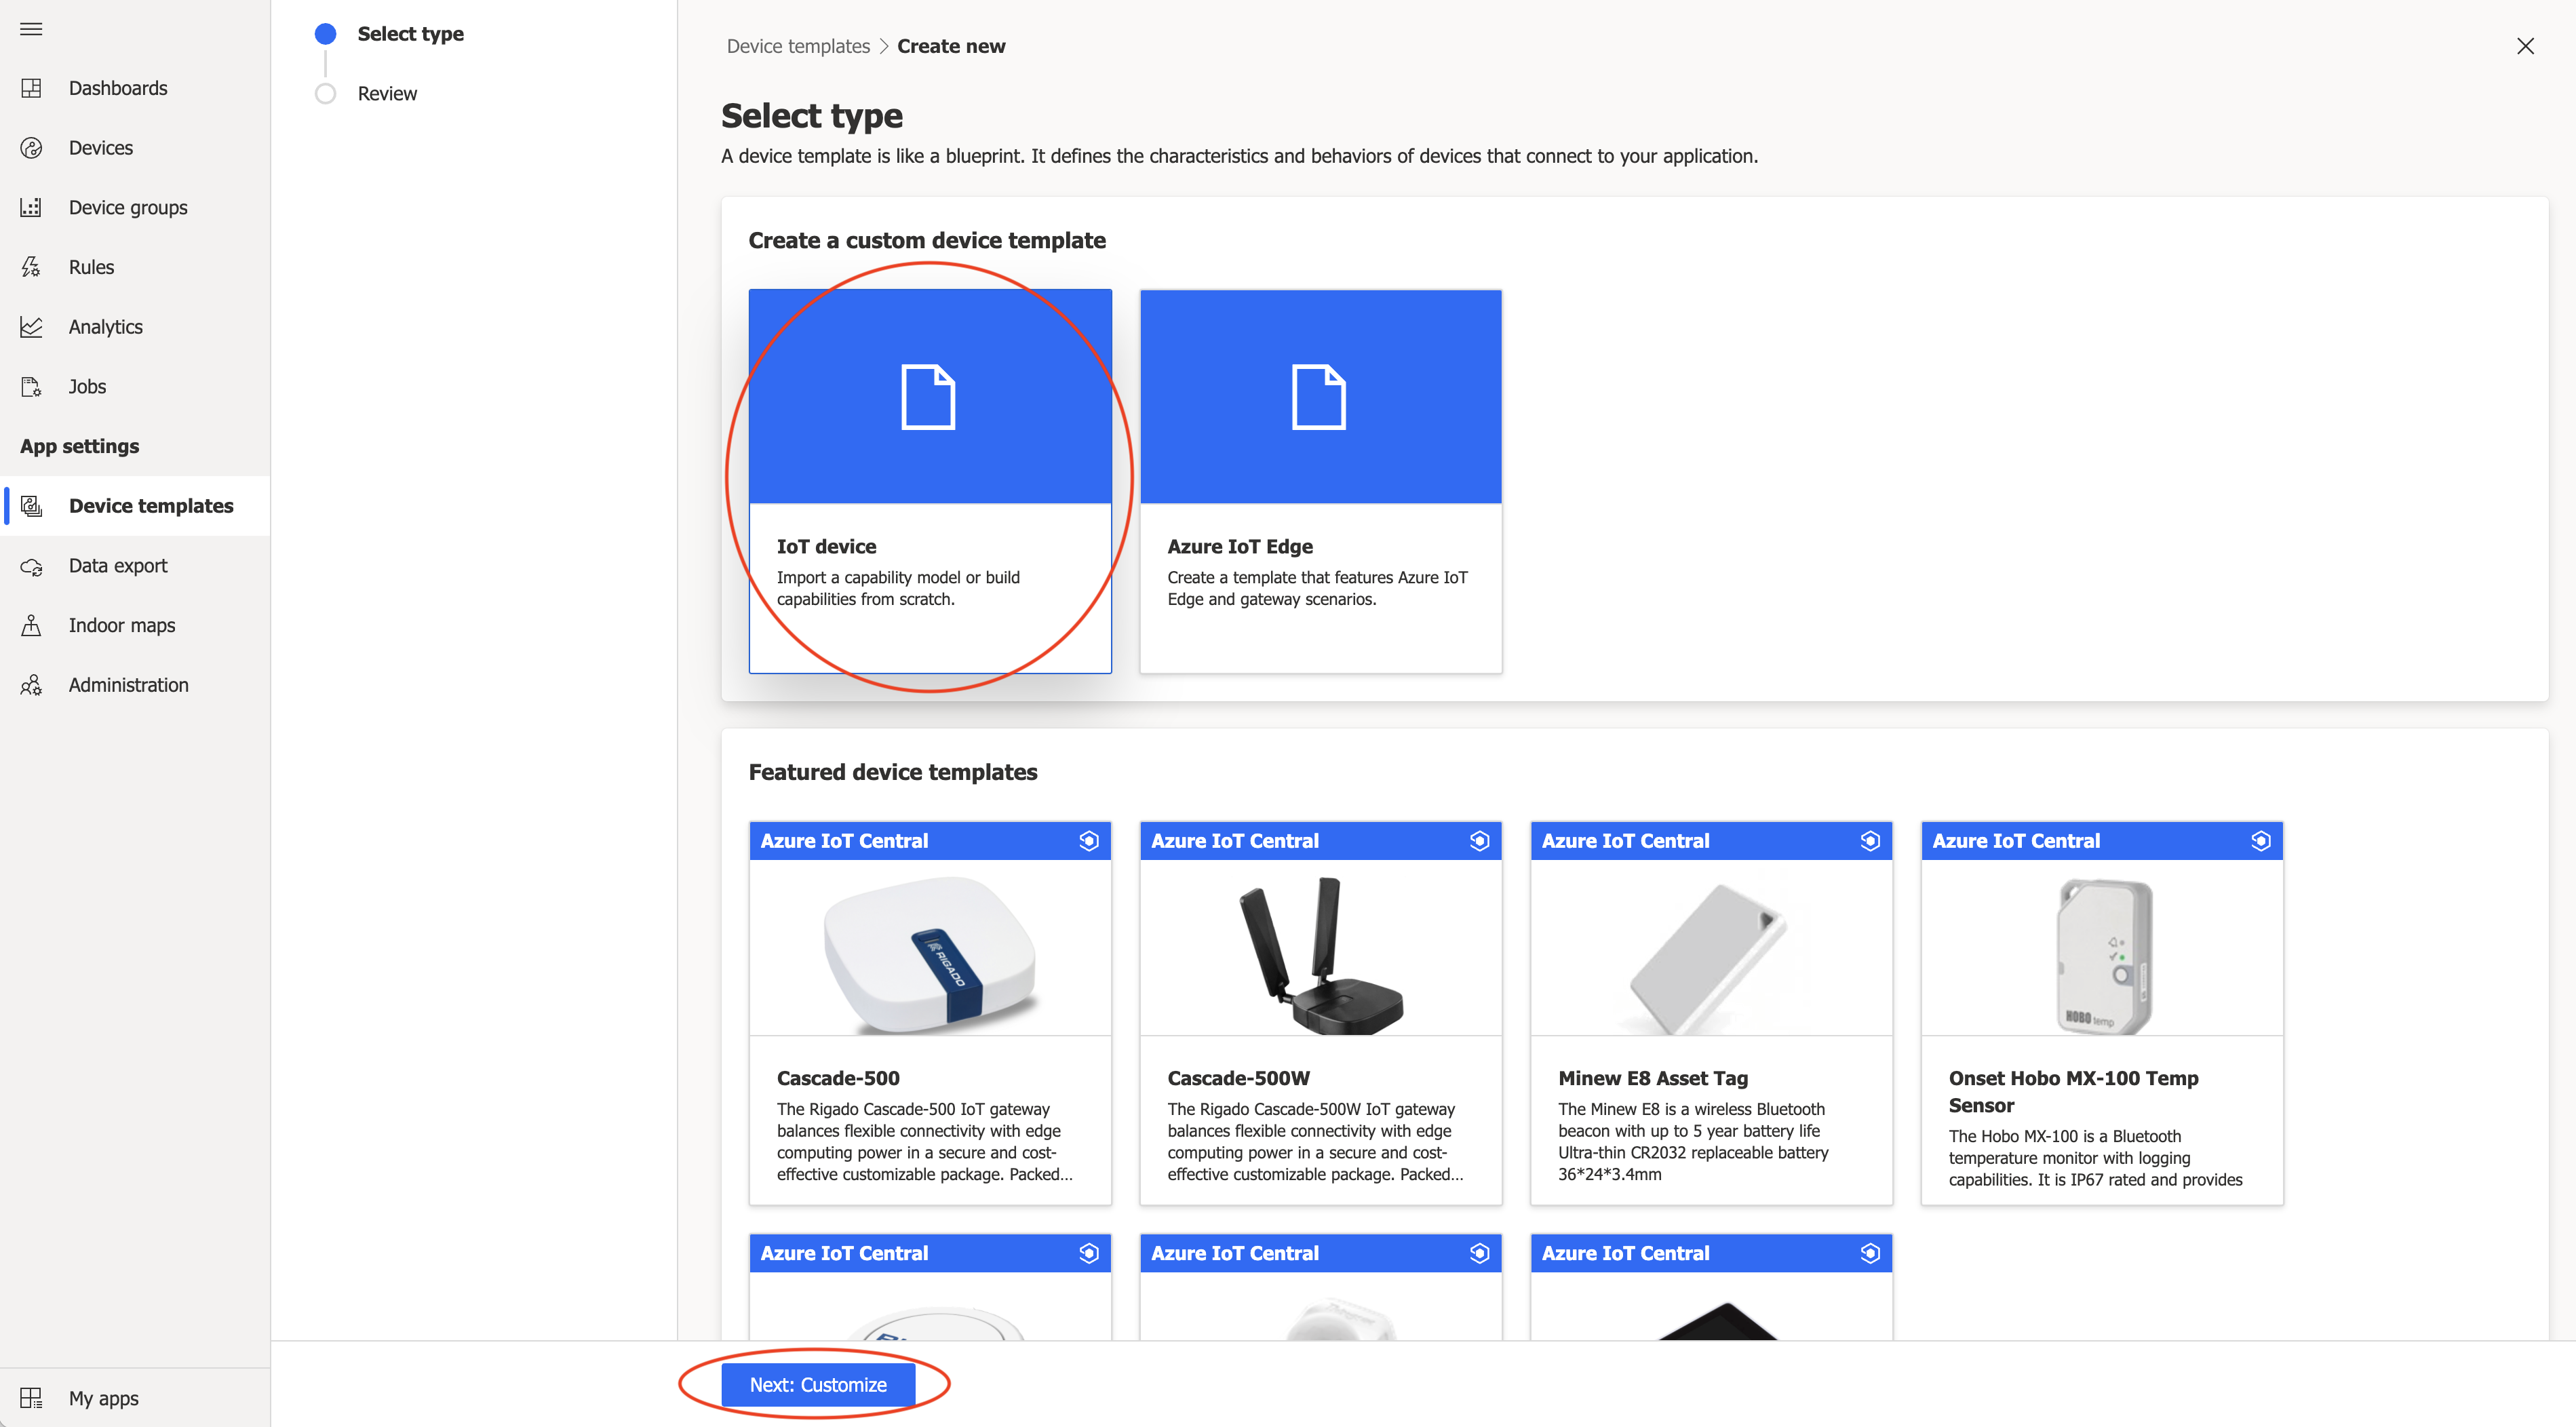 Dashboards
Devices
Device groups
Rules
Analytics
Jobs
App settings
Device templates
Data export
Indoor maps
Administration
My apps
Select type
Review
Device templates > Create new
Select type
A device template is like a blueprint. It defines the characteristics and behaviors of devices that connect to your application.
Create a custom device template
IoT device
Import a capability model or build
capabilities from scratch.
Azure IoT Edge
Create a template that features Azure IoT
Edge and gateway scenarios.
Featured device templates
Azure IoT Central
RIGADO
Cascade-500
The Rigado Cascade-500 IoT gateway
balances flexible connectivity with edge
computing power in a secure and cost-
effective customizable package. Packed...
Azure IoT Central
Cascade-500W
The Rigado Cascade-500W IoT gateway
balances flexible connectivity with edge
computing power in a secure and cost-
effective customizable package. Packed...
Azure IoT Central
Minew E8 Asset Tag
The Minew E8 is a wireless Bluetooth
beacon with up to 5 year battery life
Ultra-thin CR2032 replaceable battery
36*24*3.4mm
Azure IoT Central
HOBO temp
Onset Hobo MX-100 Temp
Sensor
The Hobo MX-100 is a Bluetooth
temperature monitor with logging
capabilities. It is IP67 rated and provides
Azure IoT Central
Azure IoT Central
Azure IoT Central
Next: Customize